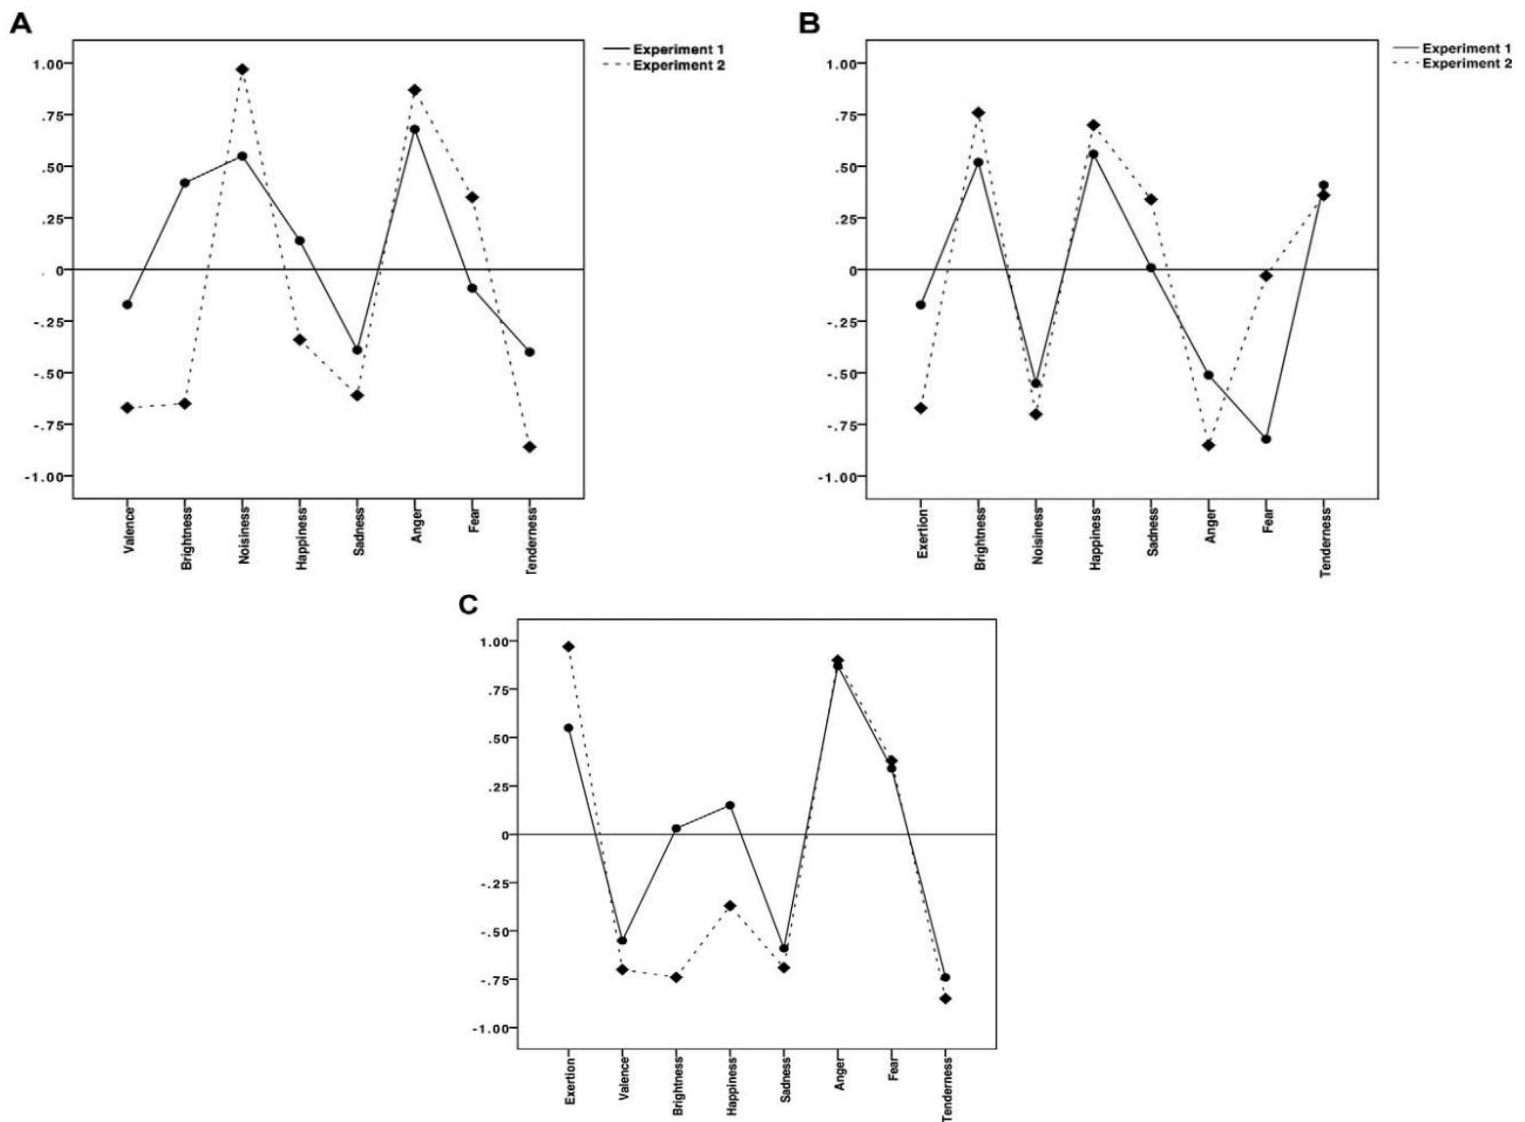 A
Experiment 1
Experiment 2
1.00
.75
.50
.25
0
-.25
-.50
-.75
-1.00
Valence
Brightness
Noisiness
Happiness
Sadness
Anger
Fear
Tenderness
B
Experiment 1
Experiment 2
1.00
.75
.50
.25
0
-.25
-.50
-.75
-1.00
Exertion
Brightness
Noisiness
Happiness
Sadness
Anger
Fear
Tenderness
C
1.00
.75
.50
.25
0
-.25
-.50
-.75
-1.00
Exertion
Valence
Brightness
Happiness
Sadness
Anger
Fear
Tenderness